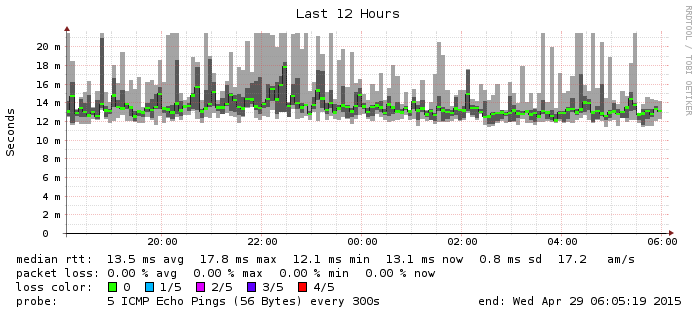 Last 12 Hours
RRDTOOL / TOBI OETIKER
Seconds
20 m
18 m
16 m
14 m
12 m
10 m
8 m
6 m
4 m
2 m
0
20:00 22:00 00:00 02:00 04:00 06:00
median rtt: 13.5 ms avg 17.8 ms max 12.1 ms min 13.1 ms now 0.8 ms sd 17.2 am/s
packet loss: 0.00 % avg 0.00 % max 0.00 % min 0.00 % now
loss color: 0 1/5 2/5 3/5 4/5
probe: 5 ICMP Echo Pings (56 Bytes) every 300s end: Wed Apr 29 06:05:19 2015